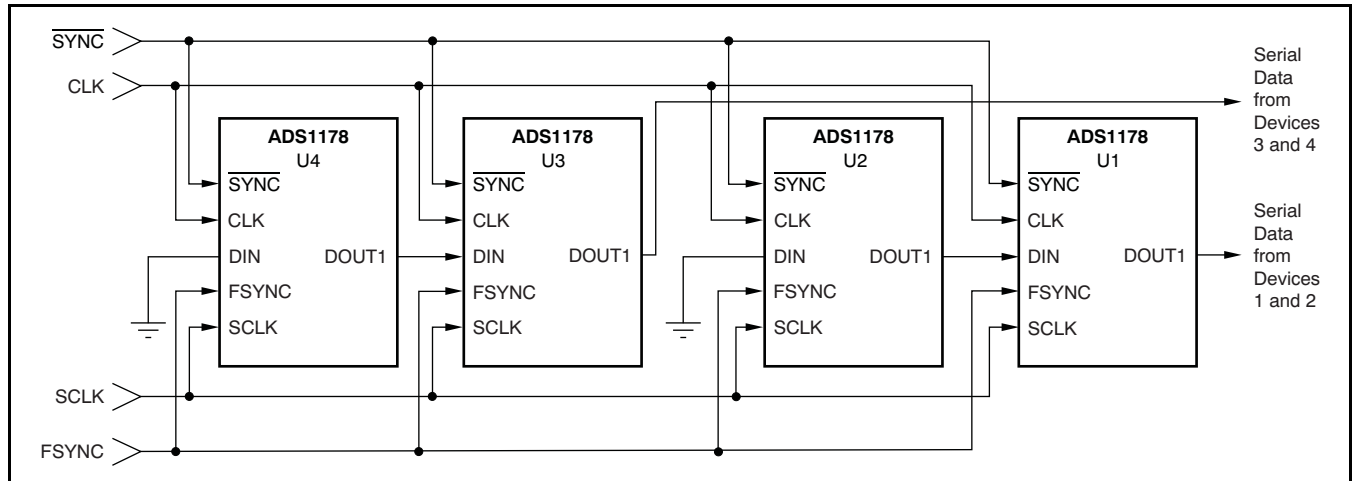 SYNC
CLK
SCLK
FSYNC
ADS1178
U4
SYNC
CLK
DIN
DOUT1
FSYNC
SCLK
ADS1178
U3
SYNC
CLK
DIN
DOUT1
FSYNC
SCLK
ADS1178
U2
SYNC
CLK
DIN
DOUT1
FSYNC
SCLK
ADS1178
U1
SYNC
CLK
DIN
DOUT1
FSYNC
SCLK
Serial
Data
from
Devices
3 and 4
Serial
Data
from
Devices
1 and 2